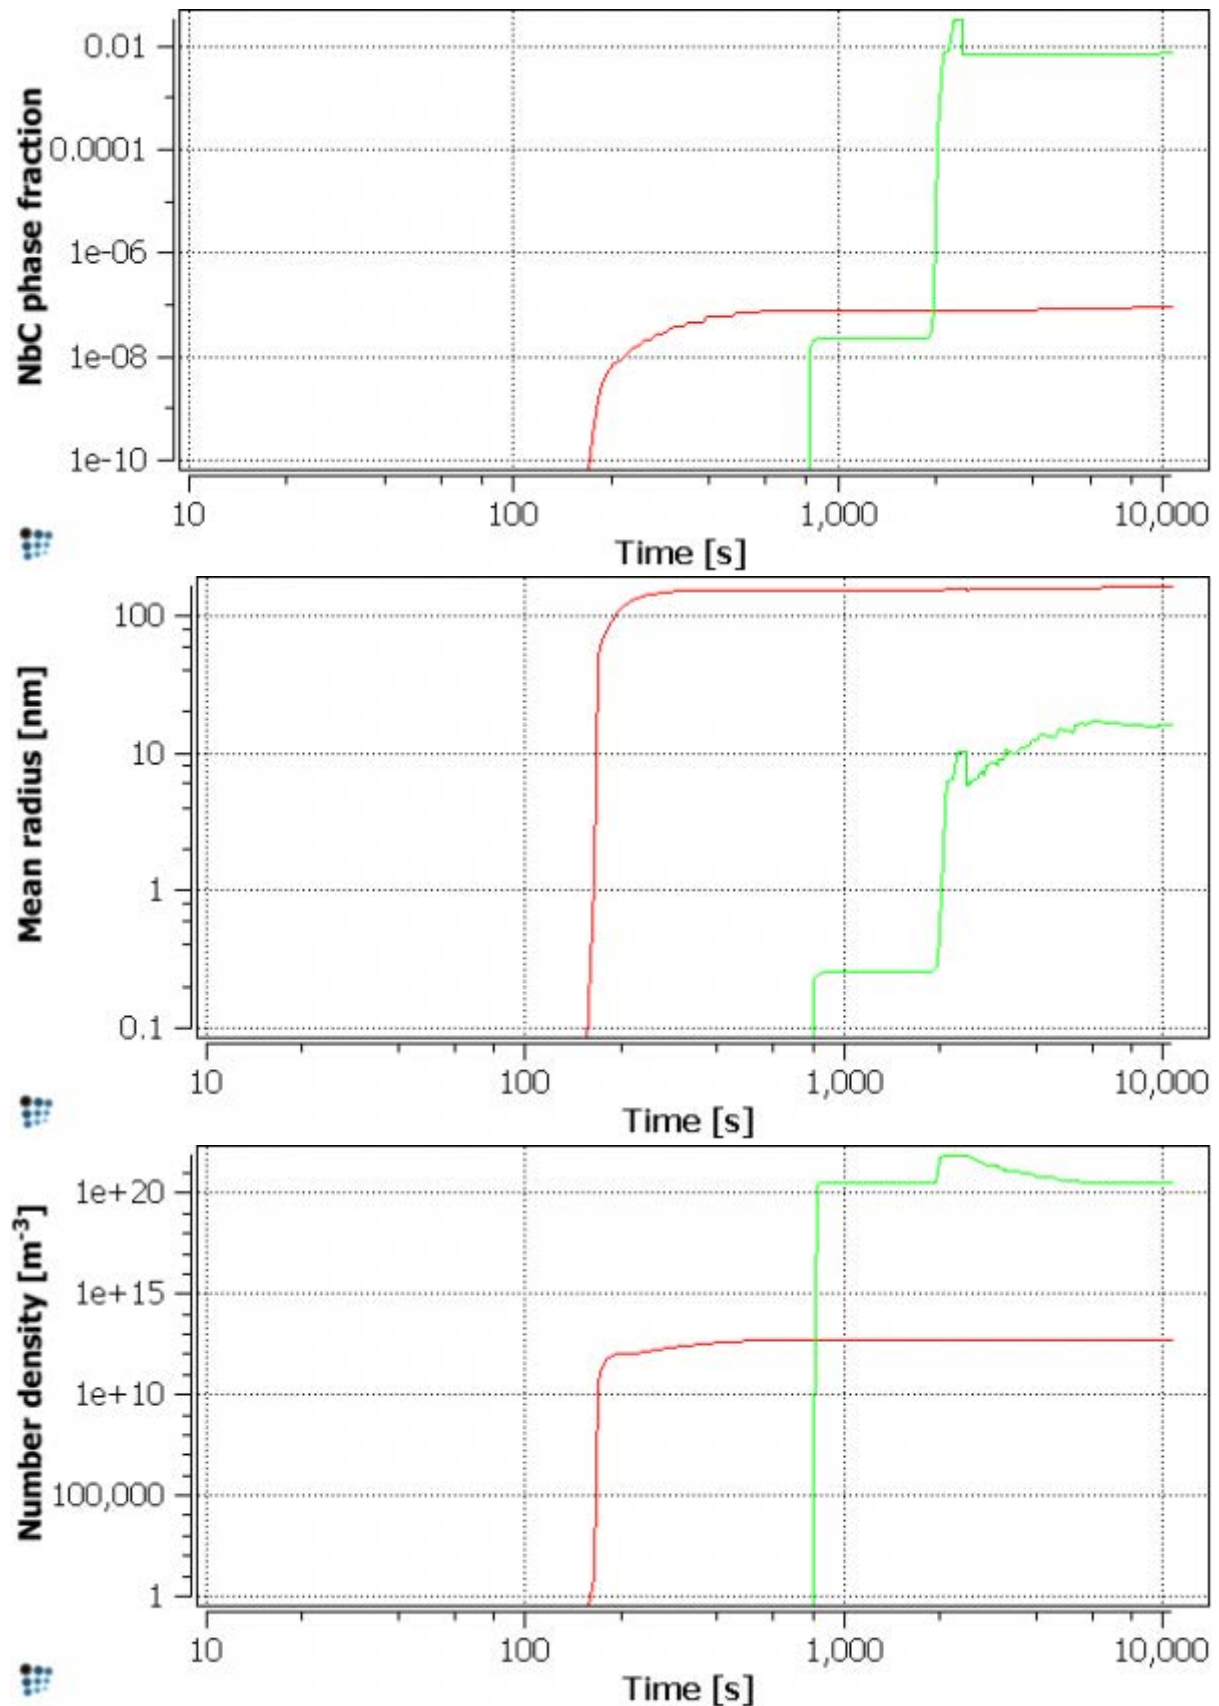 NbC phase fraction
0.01
0.0001
1e-06
1e-08
1e-10
10 100 1,000 10,000
Time [s]
Mean radius [nm]
100
10
1
0.1
10 100 1,000 10,000
Time [s]
Number density [m-3]
1e+20
1e+15
1e+10
100,000
1
10 100 1,000 10,000
Time [s]